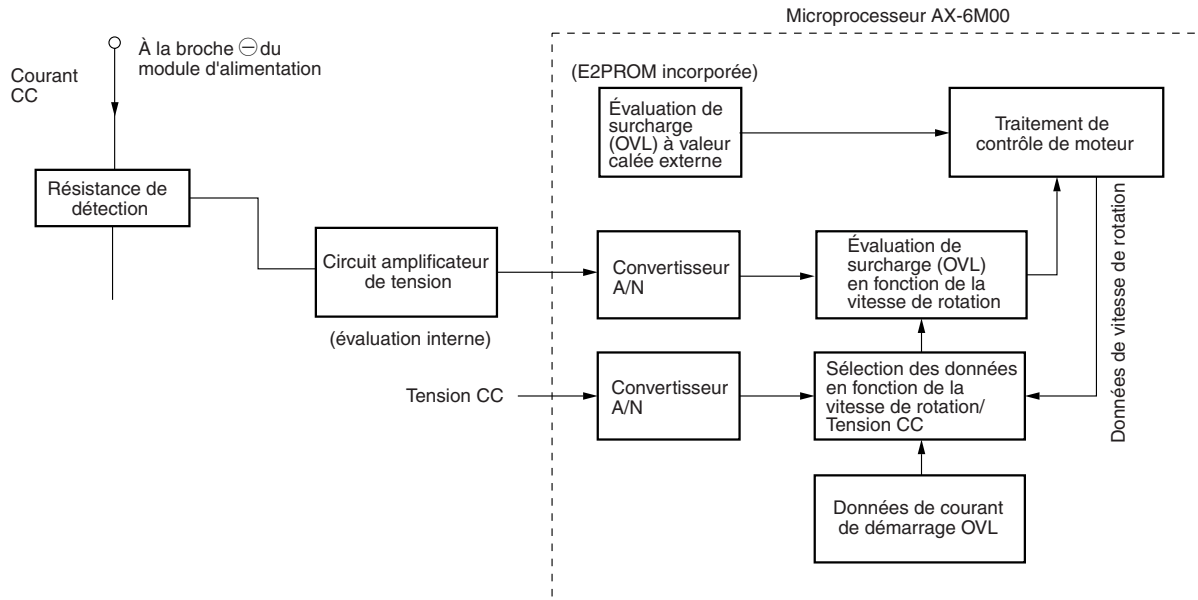 Microprocesseur AX-6M00
À la broche ⊖ du
module d'alimentation
Courant
CC
(E2PROM incorporée)
Évaluation de
surcharge
(OVL) à valeur
calée externe
Traitement de
contrôle de moteur
Résistance de
détection
Circuit amplificateur
de tension
(évaluation interne)
Convertisseur
A/N
Évaluation de
surcharge (OVL)
en fonction de la
vitesse de rotation
Données de vitesse de rotation
Tension CC
Convertisseur
A/N
Sélection des données
en fonction de la
vitesse de rotation/
Tension CC
Données de courant
de démarrage OVL